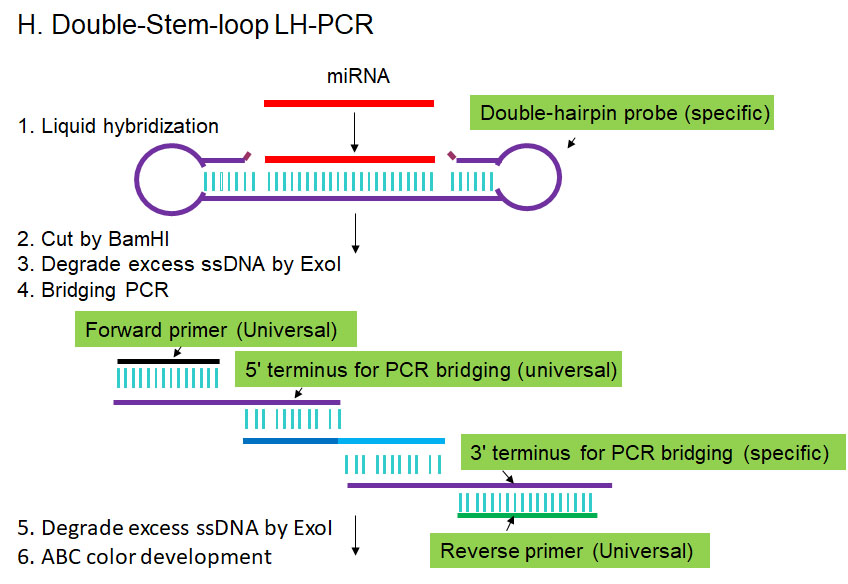 H. Double-Stem-loop LH-PCR
miRNA
Double-hairpin probe (specific)
1. Liquid hybridization
2. Cut by BamHI
3. Degrade excess ssDNA by ExoI
4. Bridging PCR
Forward primer (Universal)
5' terminus for PCR bridging (universal)
3' terminus for PCR bridging (specific)
5. Degrade excess ssDNA by ExoI
6. ABC color development
Reverse primer (Universal)